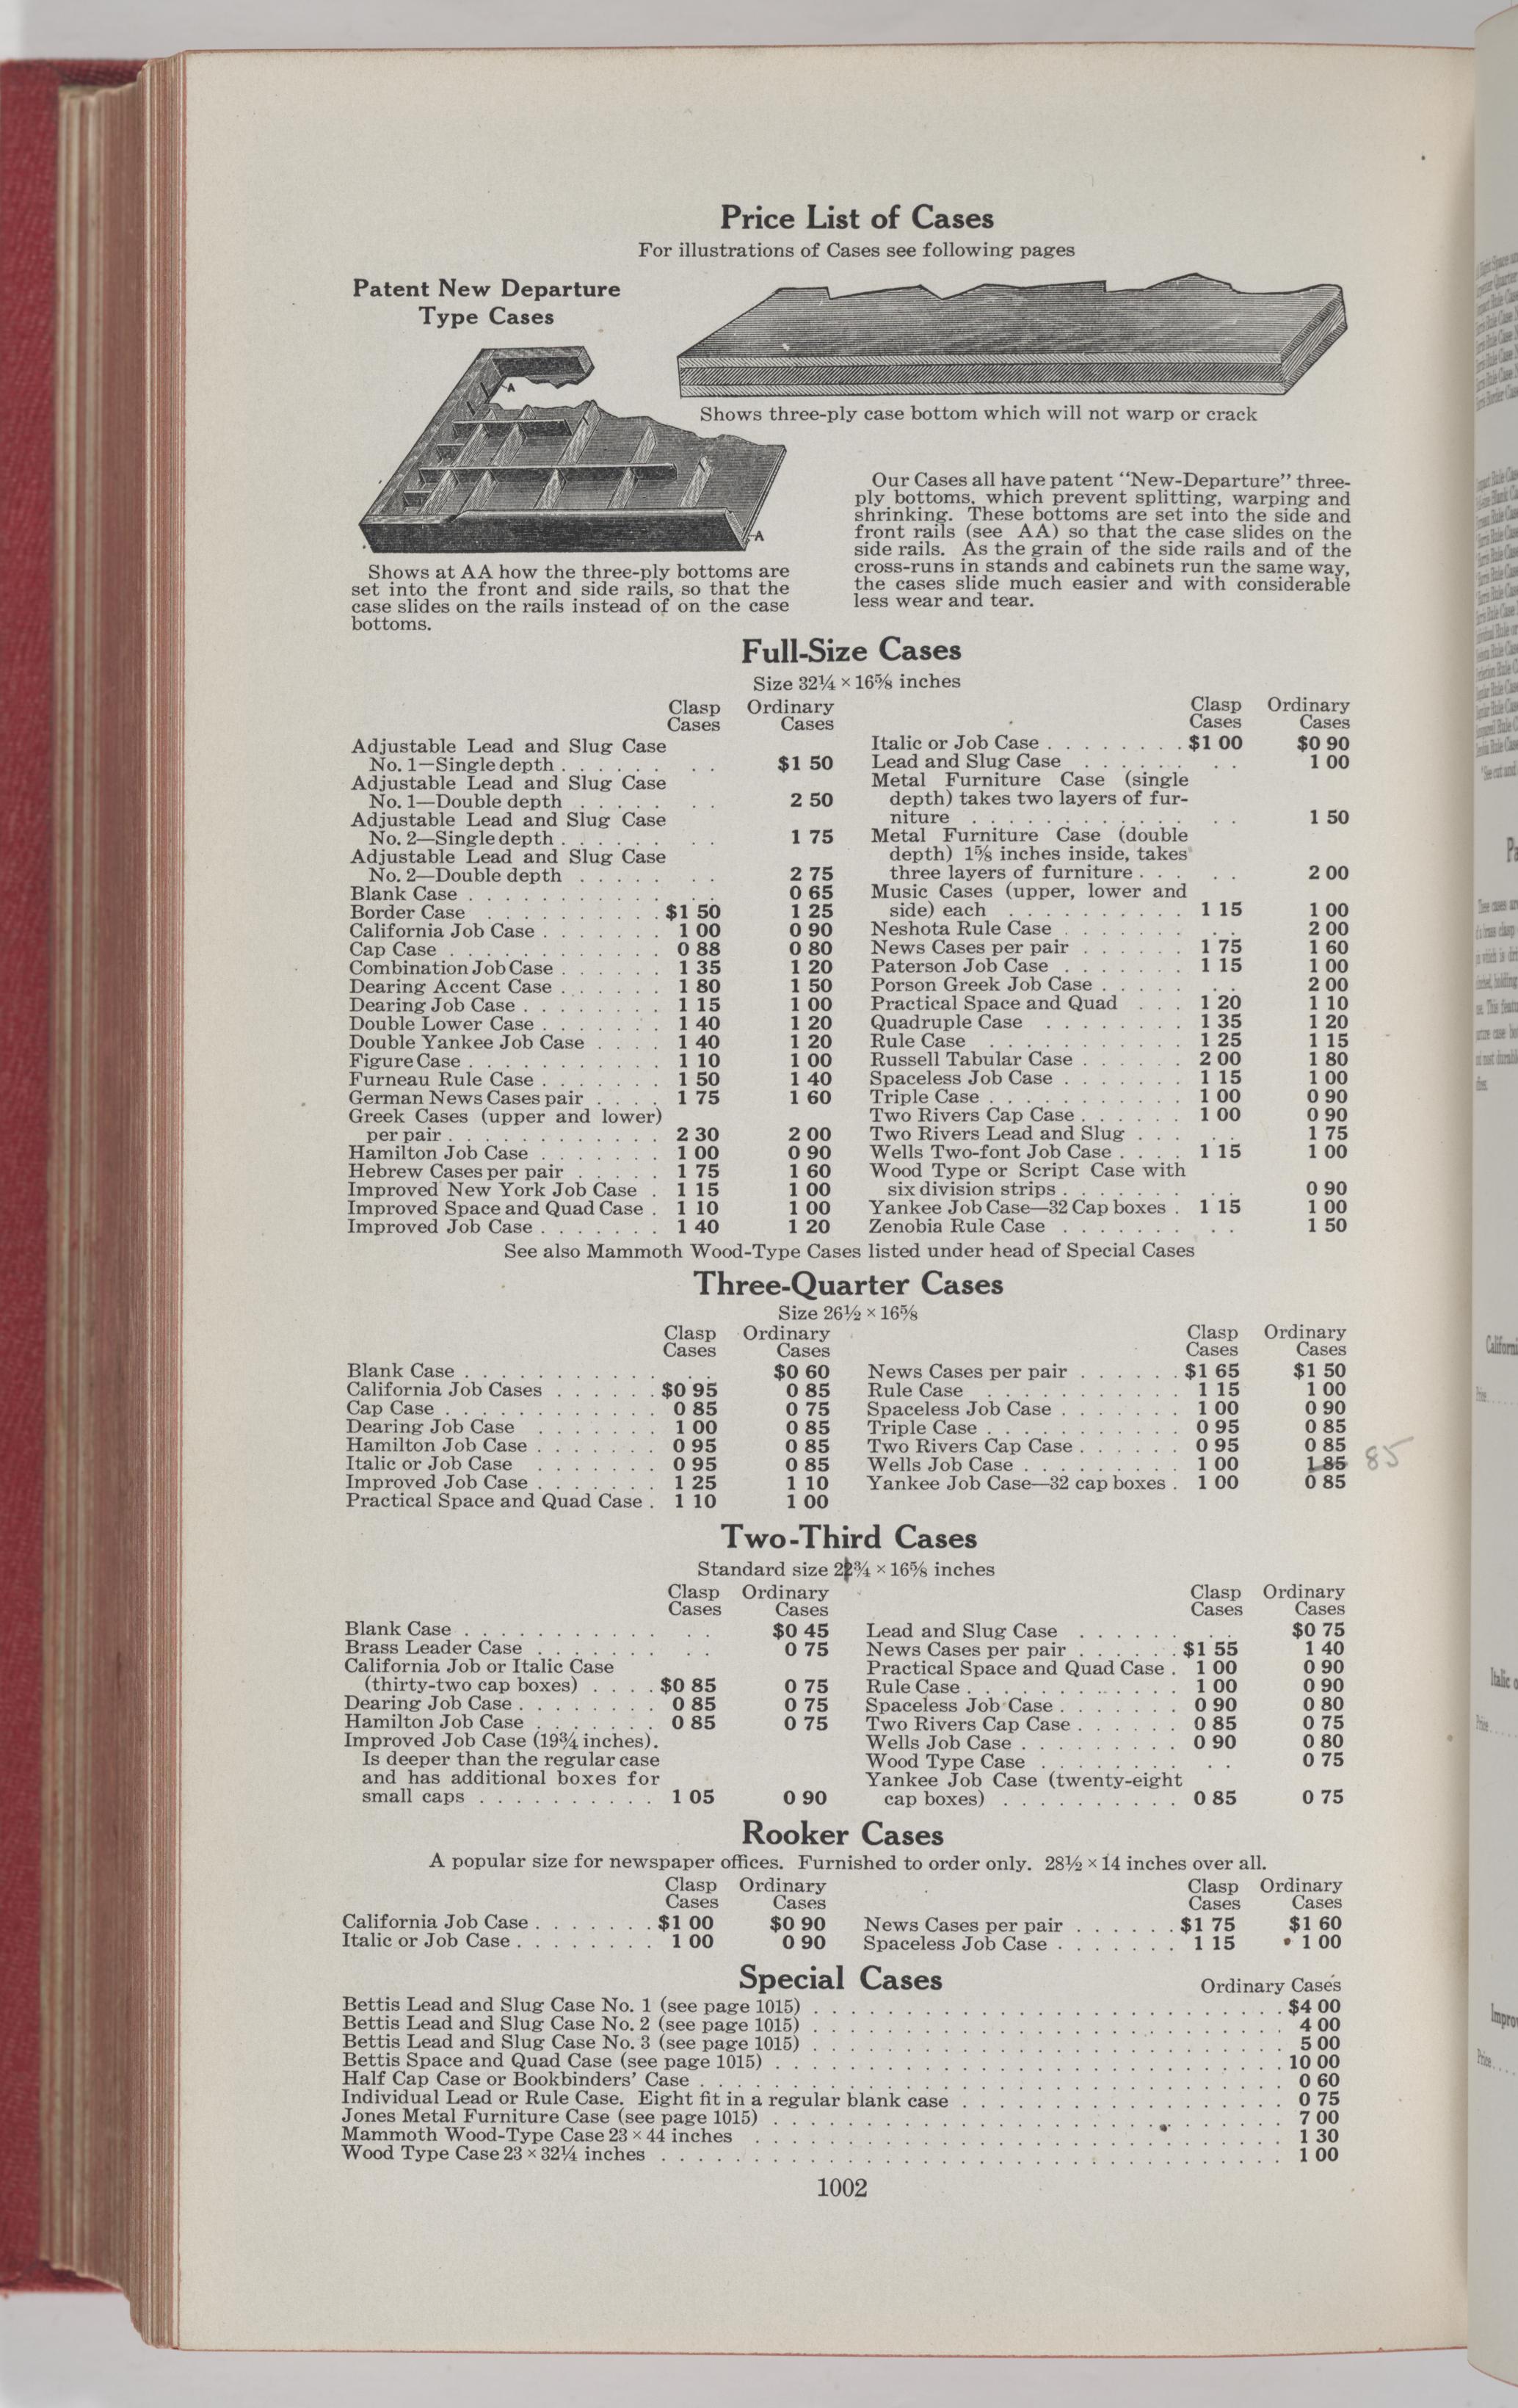 Price List of Cases
For illustrations of Cases see following pages
Patent New Departure
Type Cases
A
A
Shows three-ply case bottom which will not warp or crack
Shows at AA how the three-ply bottoms are
set into the front and side rails, so that the
case slides on the rails instead of on the case
bottoms.
Our Cases all have patent “New-Departure” three-
ply bottoms, which prevent splitting, warping and
shrinking. These bottoms are set into the side and
front rails (see AA) so that the case slides on the
side rails. As the grain of the side rails and of the
cross-runs in stands and cabinets run the same way,
the cases slide much easier and with considerable
less wear and tear.
Full-Size Cases
Size 32¼ × 16⅝ inches
Clasp Ordinary
Cases Cases
Adjustable Lead and Slug Case
No. 1—Single depth . . . . . . . . $1 50
Adjustable Lead and Slug Case
No. 1—Double depth . . . . . . . 2 50
Adjustable Lead and Slug Case
No. 2—Single depth . . . . . . . . 1 75
Adjustable Lead and Slug Case
No. 2—Double depth . . . . . . . 2 75
Blank Case . . . . . . . . . . . . 0 65
Border Case . . . . . . . . . . $1 50 1 25
California Job Case . . . . . . . 1 00 0 90
Cap Case . . . . . . . . . . . . 0 88 0 80
Combination Job Case . . . . . . 1 35 1 20
Dearing Accent Case . . . . . . 1 80 1 50
Dearing Job Case . . . . . . . . 1 15 1 00
Double Lower Case . . . . . . . 1 40 1 20
Double Yankee Job Case . . . . 1 40 1 20
Figure Case . . . . . . . . . . . 1 10 1 00
Furneau Rule Case . . . . . . . 1 50 1 40
German News Cases pair . . . . 1 75 1 60
Greek Cases (upper and lower)
per pair . . . . . . . . . . . . 2 30 2 00
Hamilton Job Case . . . . . . . 1 00 0 90
Hebrew Cases per pair . . . . . 1 75 1 60
Improved New York Job Case . 1 15 1 00
Improved Space and Quad Case . 1 10 1 00
Improved Job Case . . . . . . . 1 40 1 20
Clasp Ordinary
Cases Cases
Italic or Job Case . . . . . . . . $1 00 $0 90
Lead and Slug Case . . . . . . . . 1 00
Metal Furniture Case (single
depth) takes two layers of fur-
niture . . . . . . . . . . . . . 1 50
Metal Furniture Case (double
depth) 1⅝ inches inside, takes
three layers of furniture . . . . . 2 00
Music Cases (upper, lower and
side) each . . . . . . . . . . 1 15 1 00
Neshota Rule Case . . . . . . . . . 2 00
News Cases per pair . . . . . . 1 75 1 60
Paterson Job Case . . . . . . . 1 15 1 00
Porson Greek Job Case . . . . . . . 2 00
Practical Space and Quad . . . 1 20 1 10
Quadruple Case . . . . . . . . 1 35 1 20
Rule Case . . . . . . . . . . . 1 25 1 15
Russell Tabular Case . . . . . . 2 00 1 80
Spaceless Job Case . . . . . . . 1 15 1 00
Triple Case . . . . . . . . . . . 1 00 0 90
Two Rivers Cap Case . . . . . . 1 00 0 90
Two Rivers Lead and Slug . . . . . 1 75
Wells Two-font Job Case . . . . 1 15 1 00
Wood Type or Script Case with
six division strips . . . . . . . . . 0 90
Yankee Job Case—32 Cap boxes . 1 15 1 00
Zenobia Rule Case . . . . . . . . . 1 50
See also Mammoth Wood-Type Cases listed under head of Special Cases
Three-Quarter Cases
Size 26½ × 16⅝
Clasp Ordinary
Cases Cases
Blank Case . . . . . . . . . . . . . $0 60
California Job Cases . . . . . . $0 95 0 85
Cap Case . . . . . . . . . . . . 0 85 0 75
Dearing Job Case . . . . . . . 1 00 0 85
Hamilton Job Case . . . . . . . 0 95 0 85
Italic or Job Case . . . . . . . 0 95 0 85
Improved Job Case . . . . . . . 1 25 1 10
Practical Space and Quad Case . 1 10 1 00
Clasp Ordinary
Cases Cases
News Cases per pair . . . . . . $1 65 $1 50
Rule Case . . . . . . . . . . . 1 15 1 00
Spaceless Job Case . . . . . . . 1 00 0 90
Triple Case . . . . . . . . . . . 0 95 0 85
Two Rivers Cap Case . . . . . . 0 95 0 85
Wells Job Case . . . . . . . . . 1 00 1 85 85
Yankee Job Case—32 cap boxes . 1 00 0 85
Two-Third Cases
Standard size 22¾ × 16⅝ inches
Clasp Ordinary
Cases Cases
Blank Case . . . . . . . . . . . . . $0 45
Brass Leader Case . . . . . . . . . 0 75
California Job or Italic Case
(thirty-two cap boxes) . . . . $0 85 0 75
Dearing Job Case . . . . . . . . 0 85 0 75
Hamilton Job Case . . . . . . . 0 85 0 75
Improved Job Case (19¾ inches).
Is deeper than the regular case
and has additional boxes for
small caps . . . . . . . . . . 1 05 0 90
Clasp Ordinary
Cases Cases
Lead and Slug Case . . . . . . . . $0 75
News Cases per pair . . . . . . $1 55 1 40
Practical Space and Quad Case . 1 00 0 90
Rule Case . . . . . . . . . . . . 1 00 0 90
Spaceless Job Case . . . . . . . 0 90 0 80
Two Rivers Cap Case . . . . . . 0 85 0 75
Wells Job Case . . . . . . . . . 0 90 0 80
Wood Type Case . . . . . . . . . . 0 75
Yankee Job Case (twenty-eight
cap boxes) . . . . . . . . . . 0 85 0 75
Rooker Cases
A popular size for newspaper offices. Furnished to order only. 28½ × 14 inches over all.
Clasp Ordinary
Cases Cases
California Job Case . . . . . . . $1 00 $0 90
Italic or Job Case . . . . . . . . 1 00 0 90
Clasp Ordinary
Cases Cases
News Cases per pair . . . . . . $1 75 $1 60
Spaceless Job Case . . . . . . . 1 15 1 00
Special Cases
Ordinary Cases
Bettis Lead and Slug Case No. 1 (see page 1015) . . . . . . . . $4 00
Bettis Lead and Slug Case No. 2 (see page 1015) . . . . . . . . 4 00
Bettis Lead and Slug Case No. 3 (see page 1015) . . . . . . . . 5 00
Bettis Space and Quad Case (see page 1015) . . . . . . . . 10 00
Half Cap Case or Bookbinders’ Case . . . . . . . . 0 60
Individual Lead or Rule Case. Eight fit in a regular blank case . . . . . . . . 0 75
Jones Metal Furniture Case (see page 1015) . . . . . . . . 7 00
Mammoth Wood-Type Case 23 × 44 inches . . . . . . . . 1 30
Wood Type Case 23 × 32¼ inches . . . . . . . . 1 00
1002